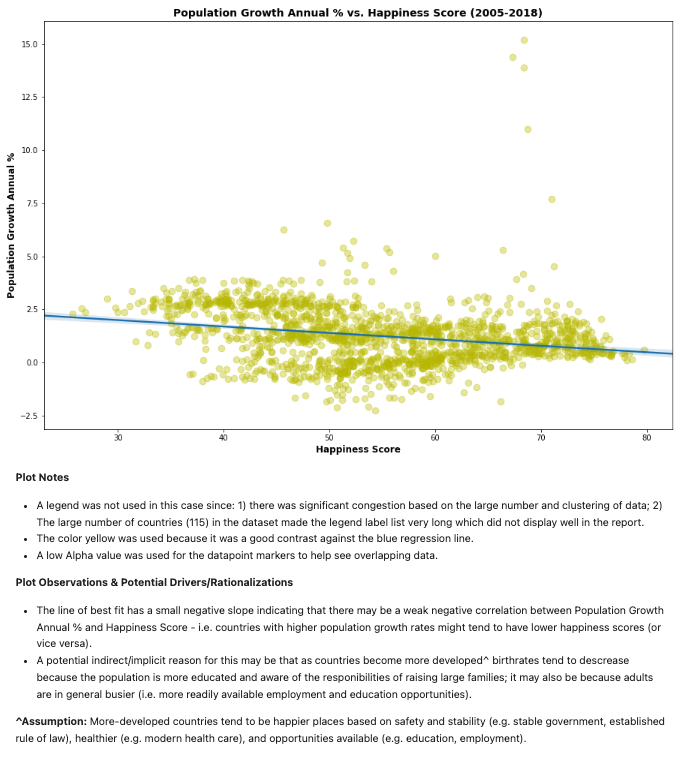 Population Growth Annual % vs. Happiness Score (2005-2018)
15.0
12.5
10.0
7.5
5.0
2.5
0.0
−2.5
Population Growth Annual %
30 40 50 60 70 80
Happiness Score
Plot Notes
• A legend was not used in this case since: 1) there was significant congestion based on the large number and clustering of data; 2)
The large number of countries (115) in the dataset made the legend label list very long which did not display well in the report.
• The color yellow was used because it was a good contrast against the blue regression line.
• A low Alpha value was used for the datapoint markers to help see overlapping data.
Plot Observations & Potential Drivers/Rationalizations
• The line of best fit has a small negative slope indicating that there may be a weak negative correlation between Population Growth
Annual % and Happiness Score - i.e. countries with higher population growth rates might tend to have lower happiness scores (or
vice versa).
• A potential indirect/implicit reason for this may be that as countries become more developed^ birthrates tend to descrease
because the population is more educated and aware of the responibilities of raising large families; it may also be because adults
are in general busier (i.e. more readily available employment and education opportunities).
^Assumption: More-developed countries tend to be happier places based on safety and stability (e.g. stable government, established
rule of law), healthier (e.g. modern health care), and opportunities available (e.g. education, employment).